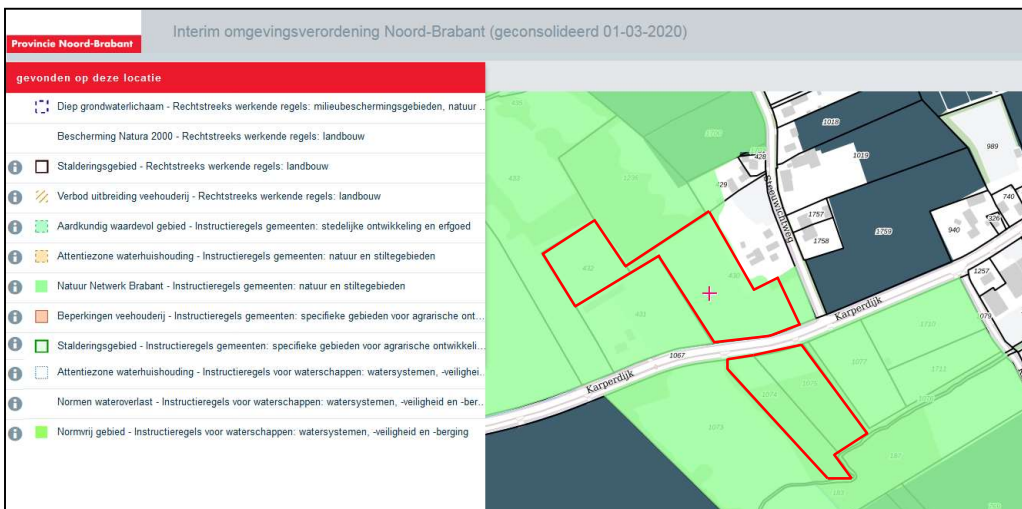 Interim omgevingsverordening Noord-Brabant (geconsolideerd 01-03-2020)
Provincie Noord-Brabant
gevonden op deze locatie
Diep grondwaterlichaam - Rechtstreeks werkende regels: milieubeschermingsgebieden, natuur ...
Bescherming Natura 2000 - Rechtstreeks werkende regels: landbouw
Stalderingsgebied - Rechtstreeks werkende regels: landbouw
Verbod uitbreiding veehouderij - Rechtstreeks werkende regels: landbouw
Aardkundig waardevol gebied - Instructieregels gemeenten: stedelijke ontwikkeling en erfgoed
Attentiezone waterhuishouding - Instructieregels gemeenten: natuur en stiltegebieden
Natuur Netwerk Brabant - Instructieregels gemeenten: natuur en stiltegebieden
Beperkingen veehouderij - Instructieregels gemeenten: specifieke gebieden voor agrarische ont...
Stalderingsgebied - Instructieregels gemeenten: specifieke gebieden voor agrarische ontwikkeli...
Attentiezone waterhuishouding - Instructieregels voor waterschappen: watersystemen, -veilighei...
Normen wateroverlast - Instructieregels voor waterschappen: watersystemen, -veiligheid en -ber...
Normvrij gebied - Instructieregels voor waterschappen: watersystemen, -veiligheid en -berging
1018
989
428
1019
433
429
740
326
1757
1758
1759
940
Steeuwichtweg
432
430
1257
431
Karperdijk
1067
1710
1077
1711
Karperdijk
1074
1075
1073
187